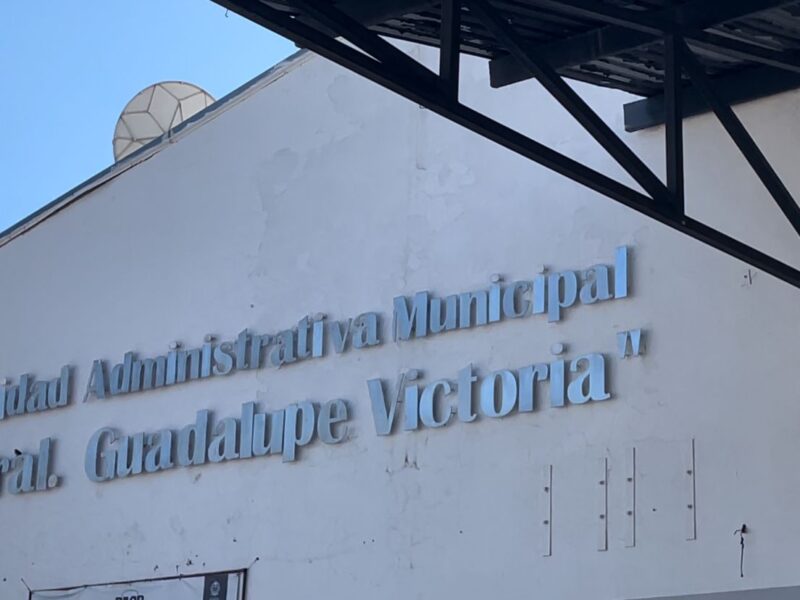 idad Administrativa Municipal
ral. Guadalupe Victoria"